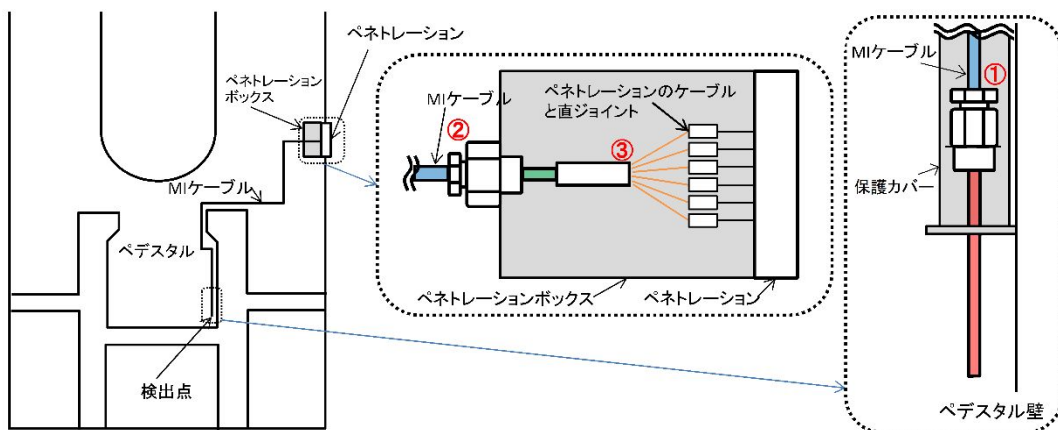 ペネトレーション
ペネトレーション
ボックス
MIケーブル
ペデスタル
検出点
MIケーブル
②
ペネトレーションのケーブル
と直ジョイント
③
ペネトレーションボックス
ペネトレーション
MIケーブル
①
保護カバー
ペデスタル壁